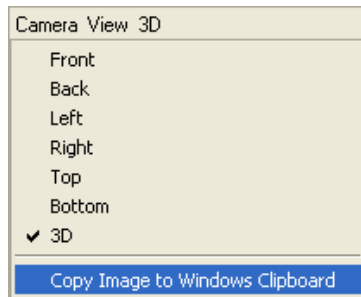 Camera View 3D
Front
Back
Left
Right
Top
Bottom
3D
Copy Image to Windows Clipboard